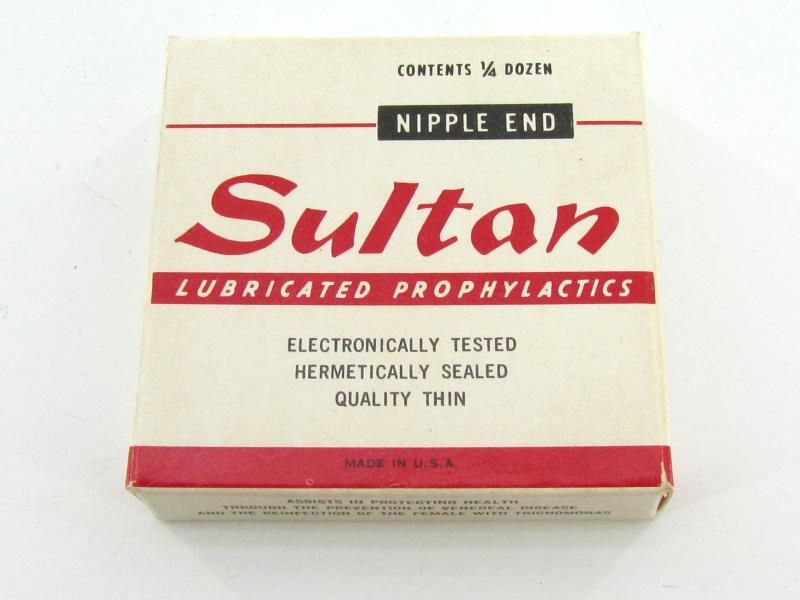 CONTENTS ¼ DOZEN
NIPPLE END
Sultan
LUBRICATED PROPHYLACTICS
ELECTRONICALLY TESTED
HERMETICALLY SEALED
QUALITY THIN
MADE IN U.S.A.
ASSISTS IN PROTECTING HEALTH
THROUGH THE PREVENTION OF VENEREAL DISEASE
AND THE REINFECTION OF THE FEMALE WITH TRICHOMONAS